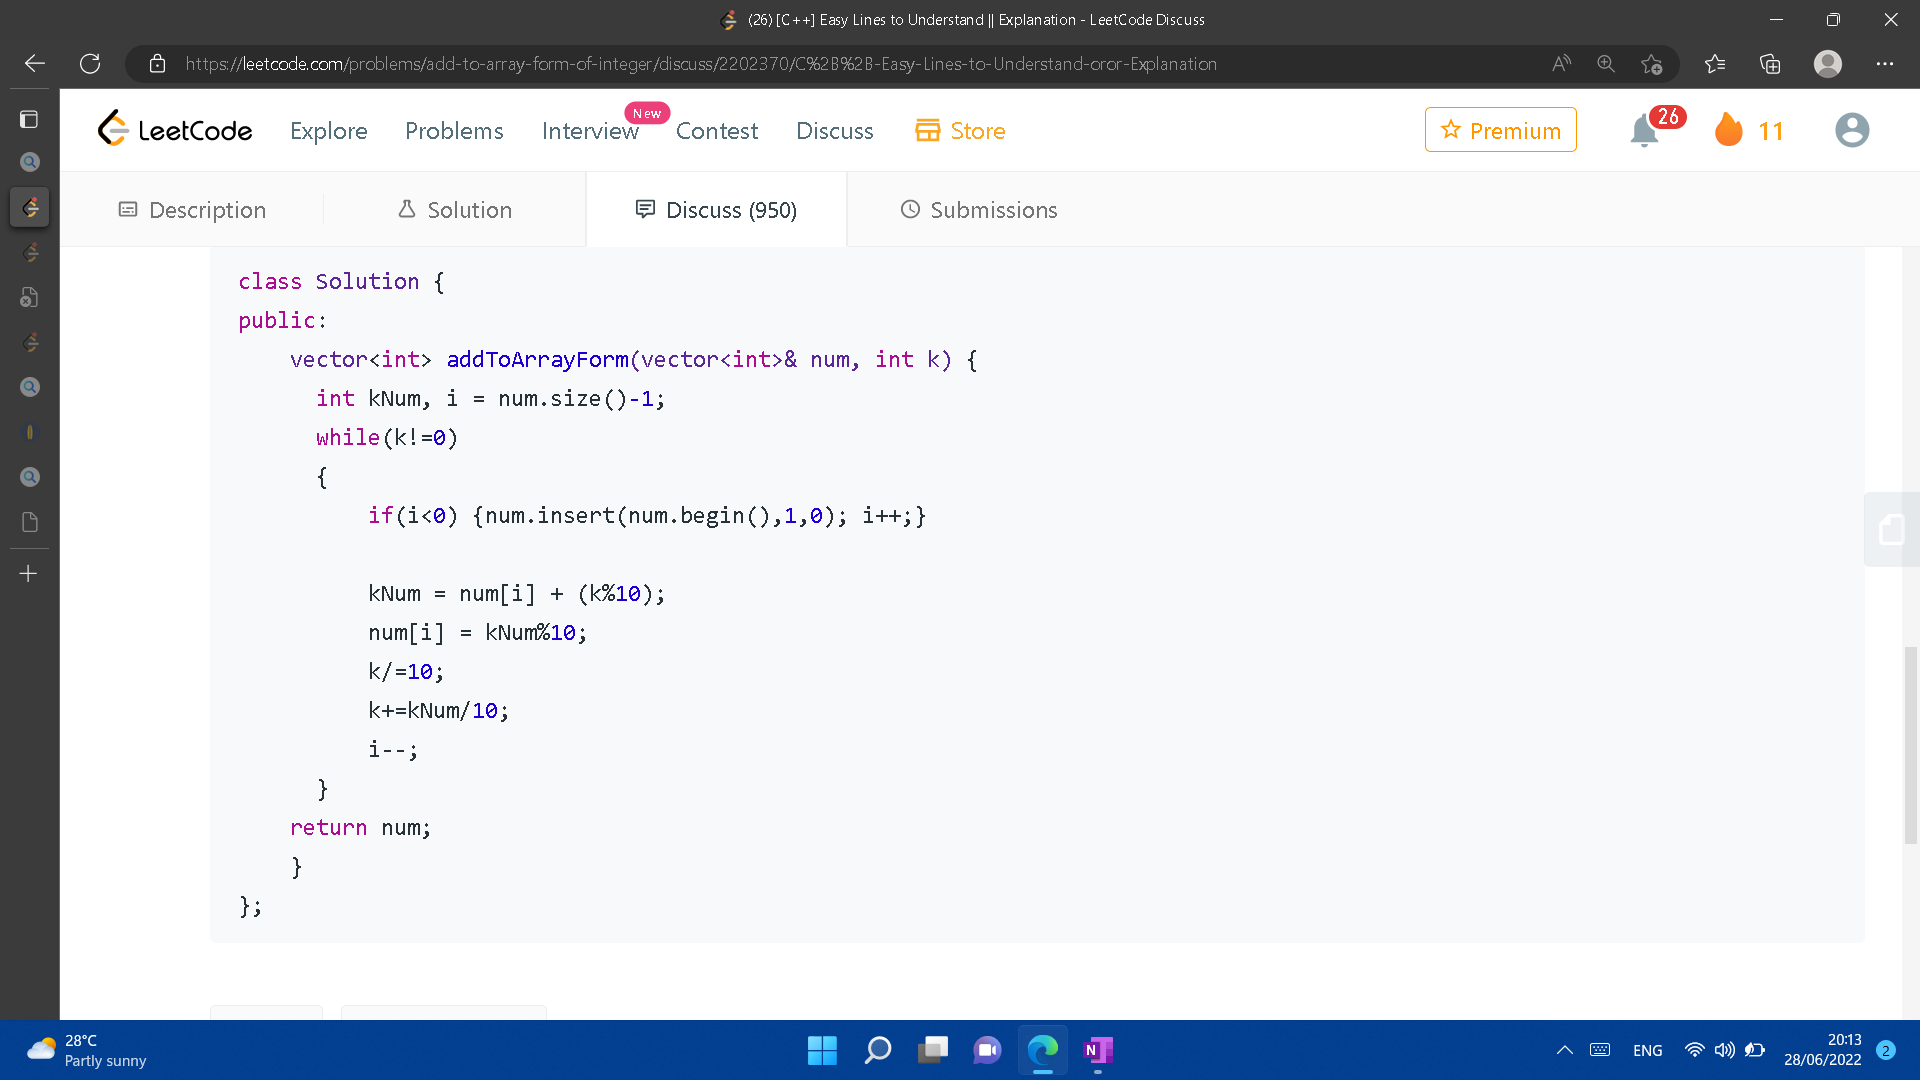 (26) [C++] Easy Lines to Understand || Explanation - LeetCode Discuss
https://leetcode.com/problems/add-to-array-form-of-integer/discuss/2202370/C%2B%2B-Easy-Lines-to-Understand-oror-Explanation
LeetCode Explore Problems Interview New Contest Discuss Store Premium 26 11
Description Solution Discuss (950) Submissions
class Solution {
public:
    vector<int> addToArrayForm(vector<int>& num, int k) {
      int kNum, i = num.size()-1;
      while(k!=0)
      {
          if(i<0) {num.insert(num.begin(),1,0); i++;}
          kNum = num[i] + (k%10);
          num[i] = kNum%10;
          k/=10;
          k+=kNum/10;
          i--;
      }
    return num;
    }
};
28°C
Partly sunny
ENG
20:13
28/06/2022
2